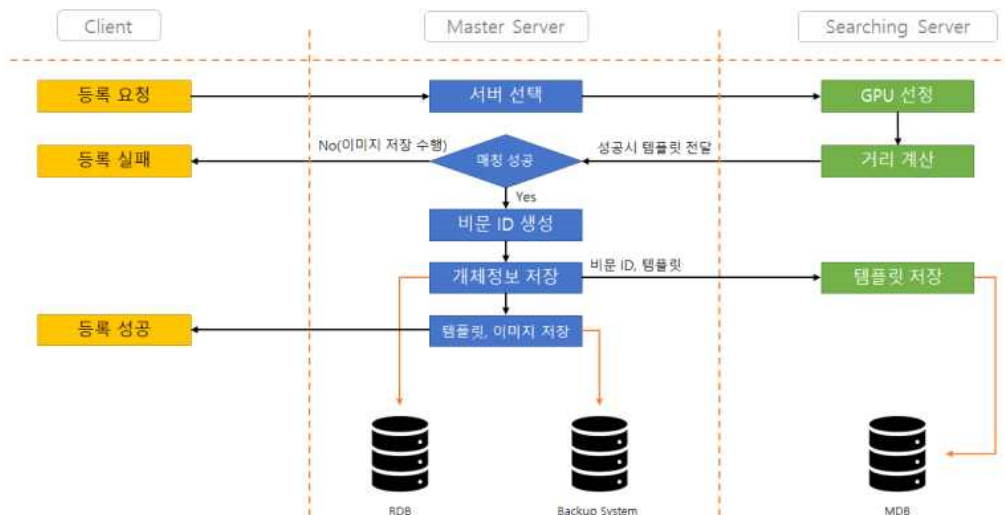 Client
Master Server
Searching Server
등록 요청
서버 선택
GPU 선정
No(이미지 저장 수행)
성공시 템플릿 전달
등록 실패
매칭 성공
거리 계산
Yes
비문 ID 생성
개체정보 저장
비문 ID, 템플릿
템플릿 저장
등록 성공
템플릿, 이미지 저장
RDB
Backup System
MDB